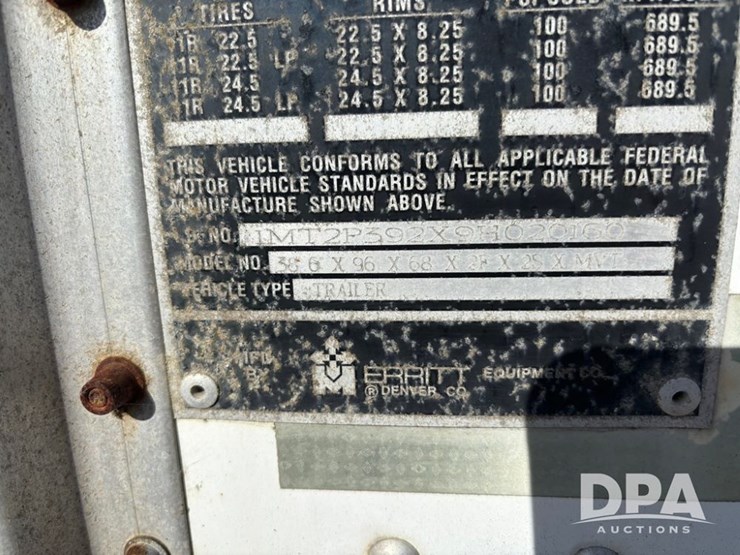 TIRES RIMS
1R 22.5 22.5 X 8.25 100 689.5
1R 22.5 LP 22.5 X 8.25 100 689.5
1R 24.5 24.5 X 8.25 100 689.5
1R 24.5 LP 24.5 X 8.25 100 689.5
THIS VEHICLE CONFORMS TO ALL APPLICABLE FEDERAL
MOTOR VEHICLE STANDARDS IN EFFECT ON THE DATE OF
MANUFACTURE SHOWN ABOVE.
NO.
MODEL NO. X 96 X 68 X X X
VEHICLE TYPE TRAILER
MFD.
BY ERRITT EQUIPMENT CO.
® DENVER, CO.
DPA
AUCTIONS